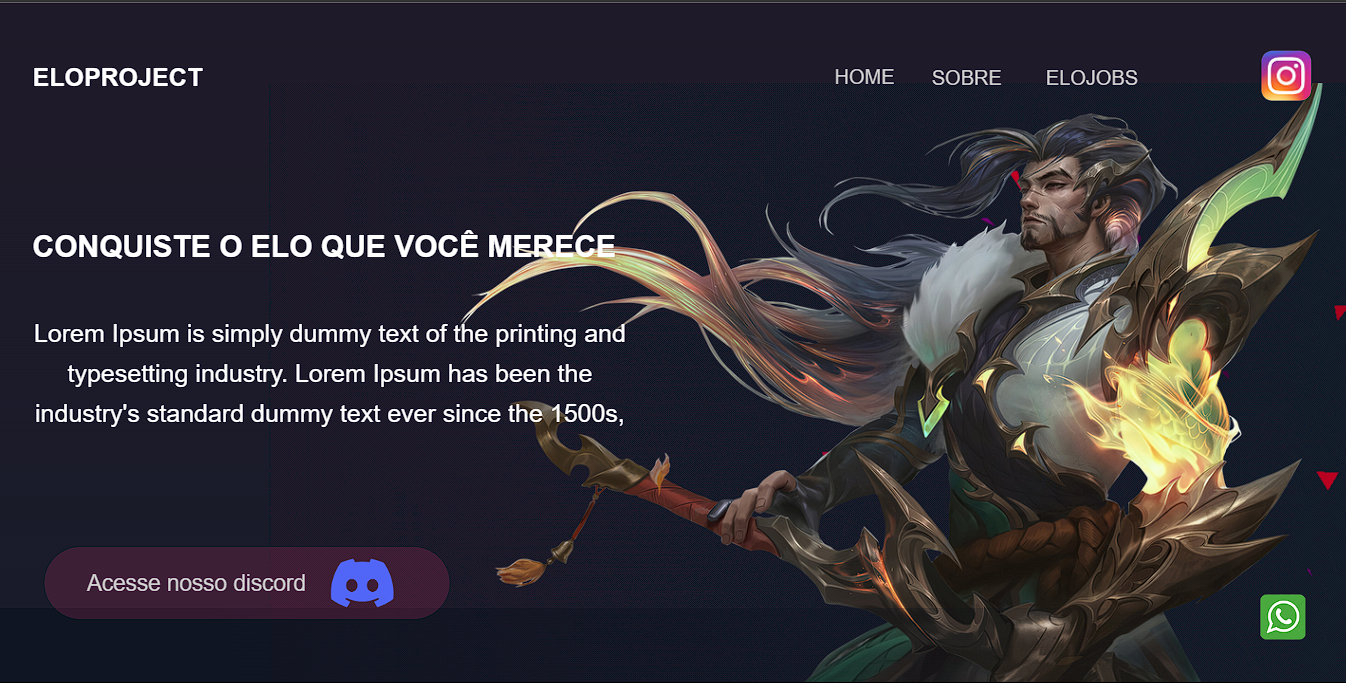 ELOPROJECT
HOME SOBRE ELOJOBS
CONQUISTE O ELO QUE VOCÊ MERECE
Lorem Ipsum is simply dummy text of the printing and
typesetting industry. Lorem Ipsum has been the
industry's standard dummy text ever since the 1500s,
Acesse nosso discord